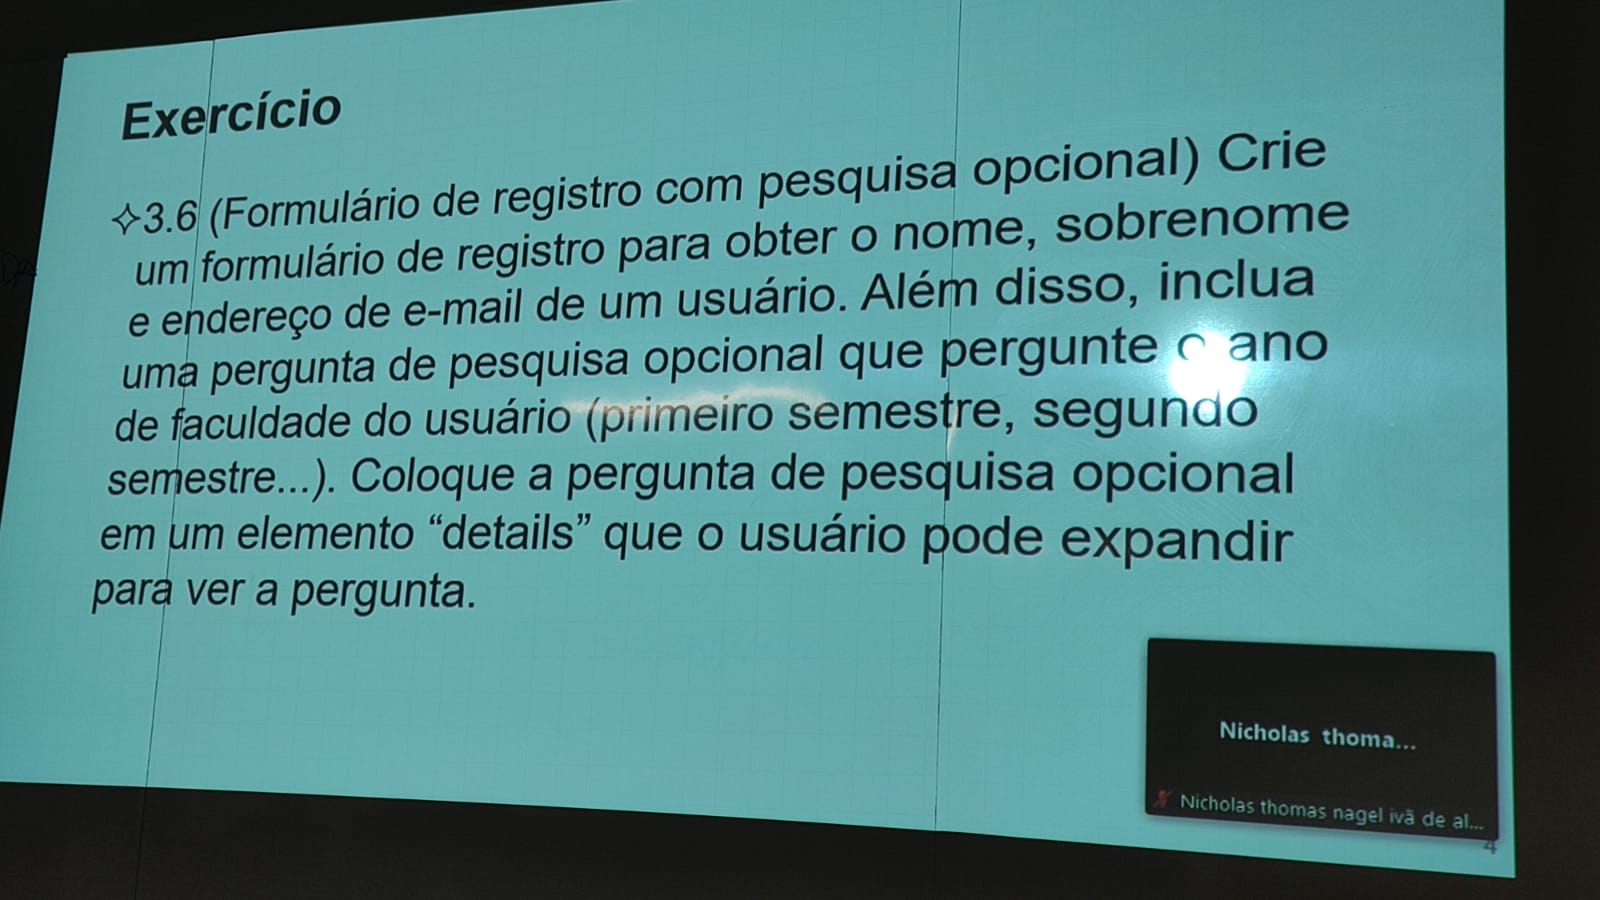 Exercício
✧3.6 (Formulário de registro com pesquisa opcional) Crie
um formulário de registro para obter o nome, sobrenome
e endereço de e-mail de um usuário. Além disso, inclua
uma pergunta de pesquisa opcional que pergunte o ano
de faculdade do usuário (primeiro semestre, segundo
semestre...). Coloque a pergunta de pesquisa opcional
em um elemento “details” que o usuário pode expandir
para ver a pergunta.
Nicholas thoma...
Nicholas thomas nagel ivã de al...
4